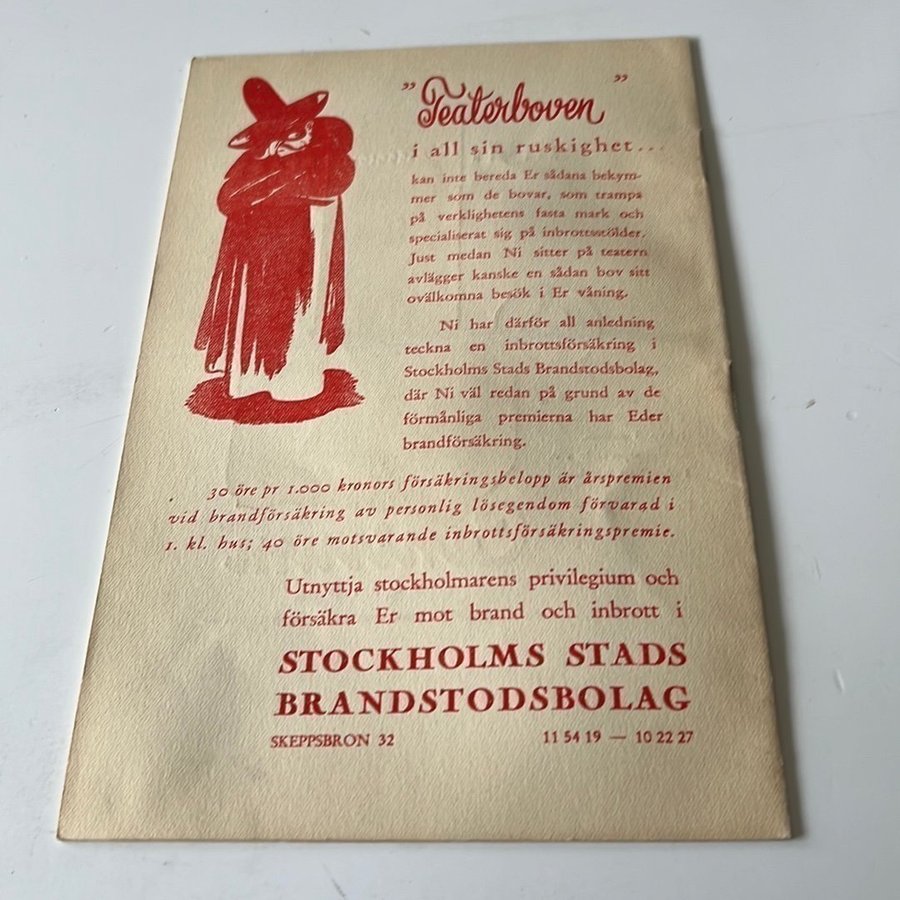 ”Teaterboven”
i all sin ruskighet...
kan inte bereda Er sådana bekym-
mer som de bovar, som trampa
på verklighetens fasta mark och
specialiserat sig på inbrottsstölder.
Just medan Ni sitter på teatern
avlägger kanske en sådan bov sitt
ovälkomna besök i Er våning.
Ni har därför all anledning
teckna en inbrottsförsäkring i
Stockholms Stads Brandstodsbolag,
där Ni väl redan på grund av de
förmånliga premierna har Eder
brandförsäkring.
30 öre pr 1.000 kronors försäkringsbelopp är årspremien
vid brandförsäkring av personlig lösegendom förvarad i
1. kl. hus; 40 öre motsvarande inbrottsförsäkringspremie.
Utnyttja stockholmarens privilegium och
försäkra Er mot brand och inbrott i
STOCKHOLMS STADS
BRANDSTODSBOLAG
SKEPPSBRON 32 11 54 19 — 10 22 27